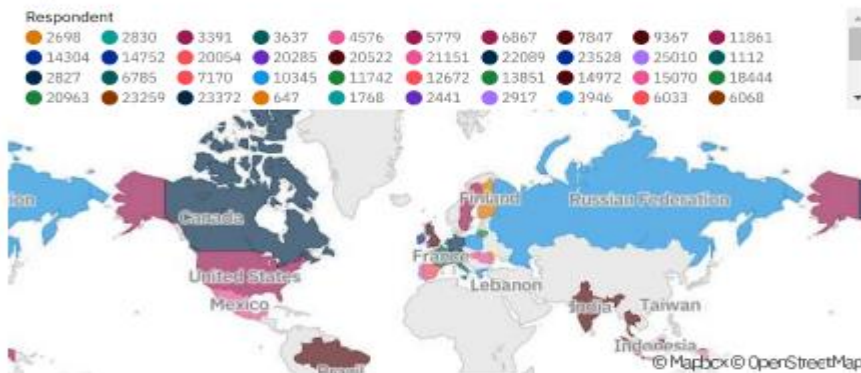 Respondent
2698 2830 3391 3637 4576 5779 6867 7847 9367 11861
14304 14752 20054 20285 20522 21151 22089 23528 25010 1112
2827 6785 7170 10345 11742 12672 13851 14972 15070 18444
20963 23259 23372 647 1768 2441 2917 3946 6033 6068
Finland
Russian Federation
Canada
France
United States
Lebanon
Mexico
India
Taiwan
Indonesia
Brazil
© Mapbox © OpenStreetMap